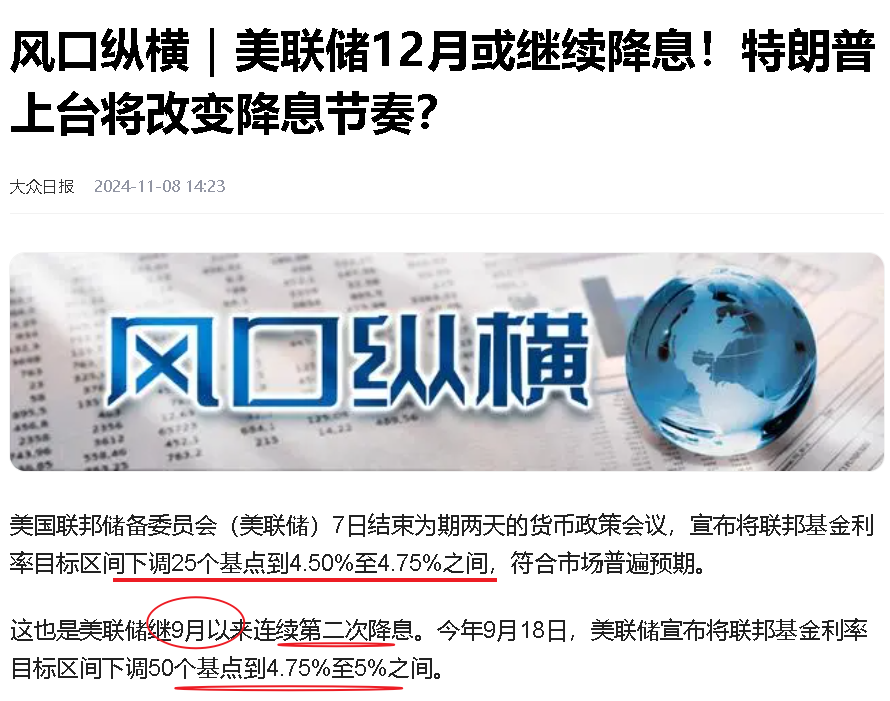 风口纵横｜美联储12月或继续降息！特朗普
上台将改变降息节奏？
大众日报 2024-11-08 14:23
风口纵横
美国联邦储备委员会（美联储）7日结束为期两天的货币政策会议，宣布将联邦基金利
率目标区间下调25个基点到4.50%至4.75%之间，符合市场普遍预期。
这也是美联储继9月以来连续第二次降息。今年9月18日，美联储宣布将联邦基金利率
目标区间下调50个基点到4.75%至5%之间。